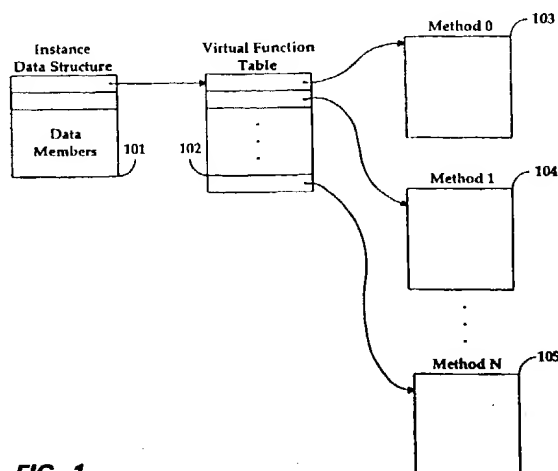 Instance
Data Structure
Data
Members
101
Virtual Function
Table
102
Method 0
103
Method 1
104
Method N
105
FIG. 1